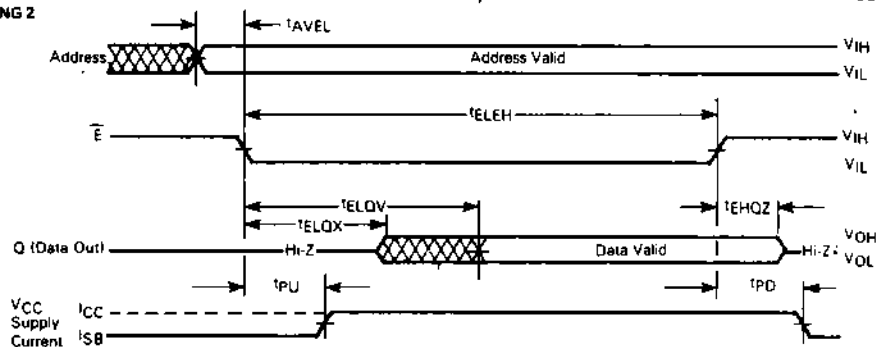 NG 2
tAVEL
Address
Address Valid
VIH
VIL
tELEH
E
VIH
VIL
tELQV
tELQX
tEHQZ
Q (Data Out)
Hi-Z
Data Valid
Hi-Z
VOH
VOL
tPU
tPD
VCC
Supply
Current
ICC
ISB